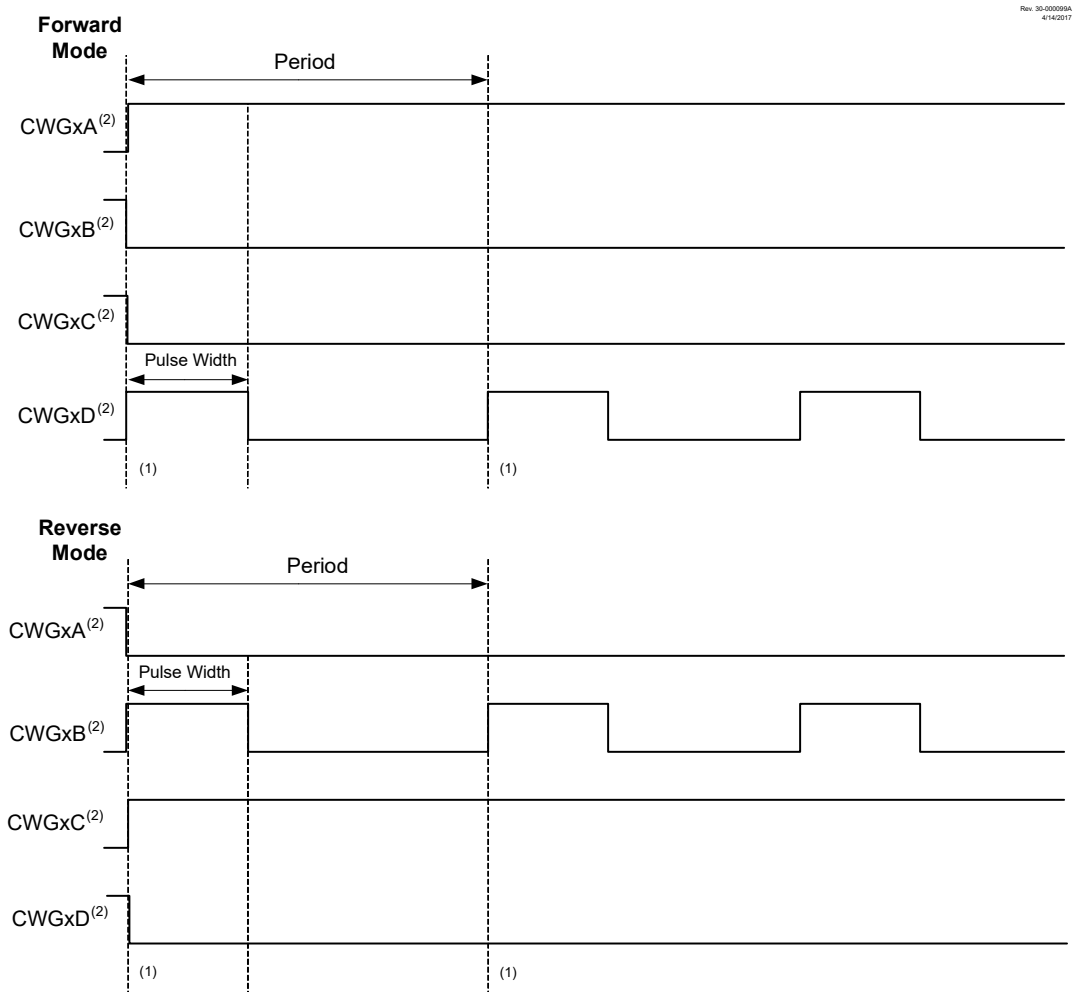 Rev. 30-000099A
4/14/2017
Forward
Mode
Period
CWGxA(2)
CWGxB(2)
CWGxC(2)
Pulse Width
CWGxD(2)
(1)
(1)
Reverse
Mode
Period
CWGxA(2)
Pulse Width
CWGxB(2)
CWGxC(2)
CWGxD(2)
(1)
(1)